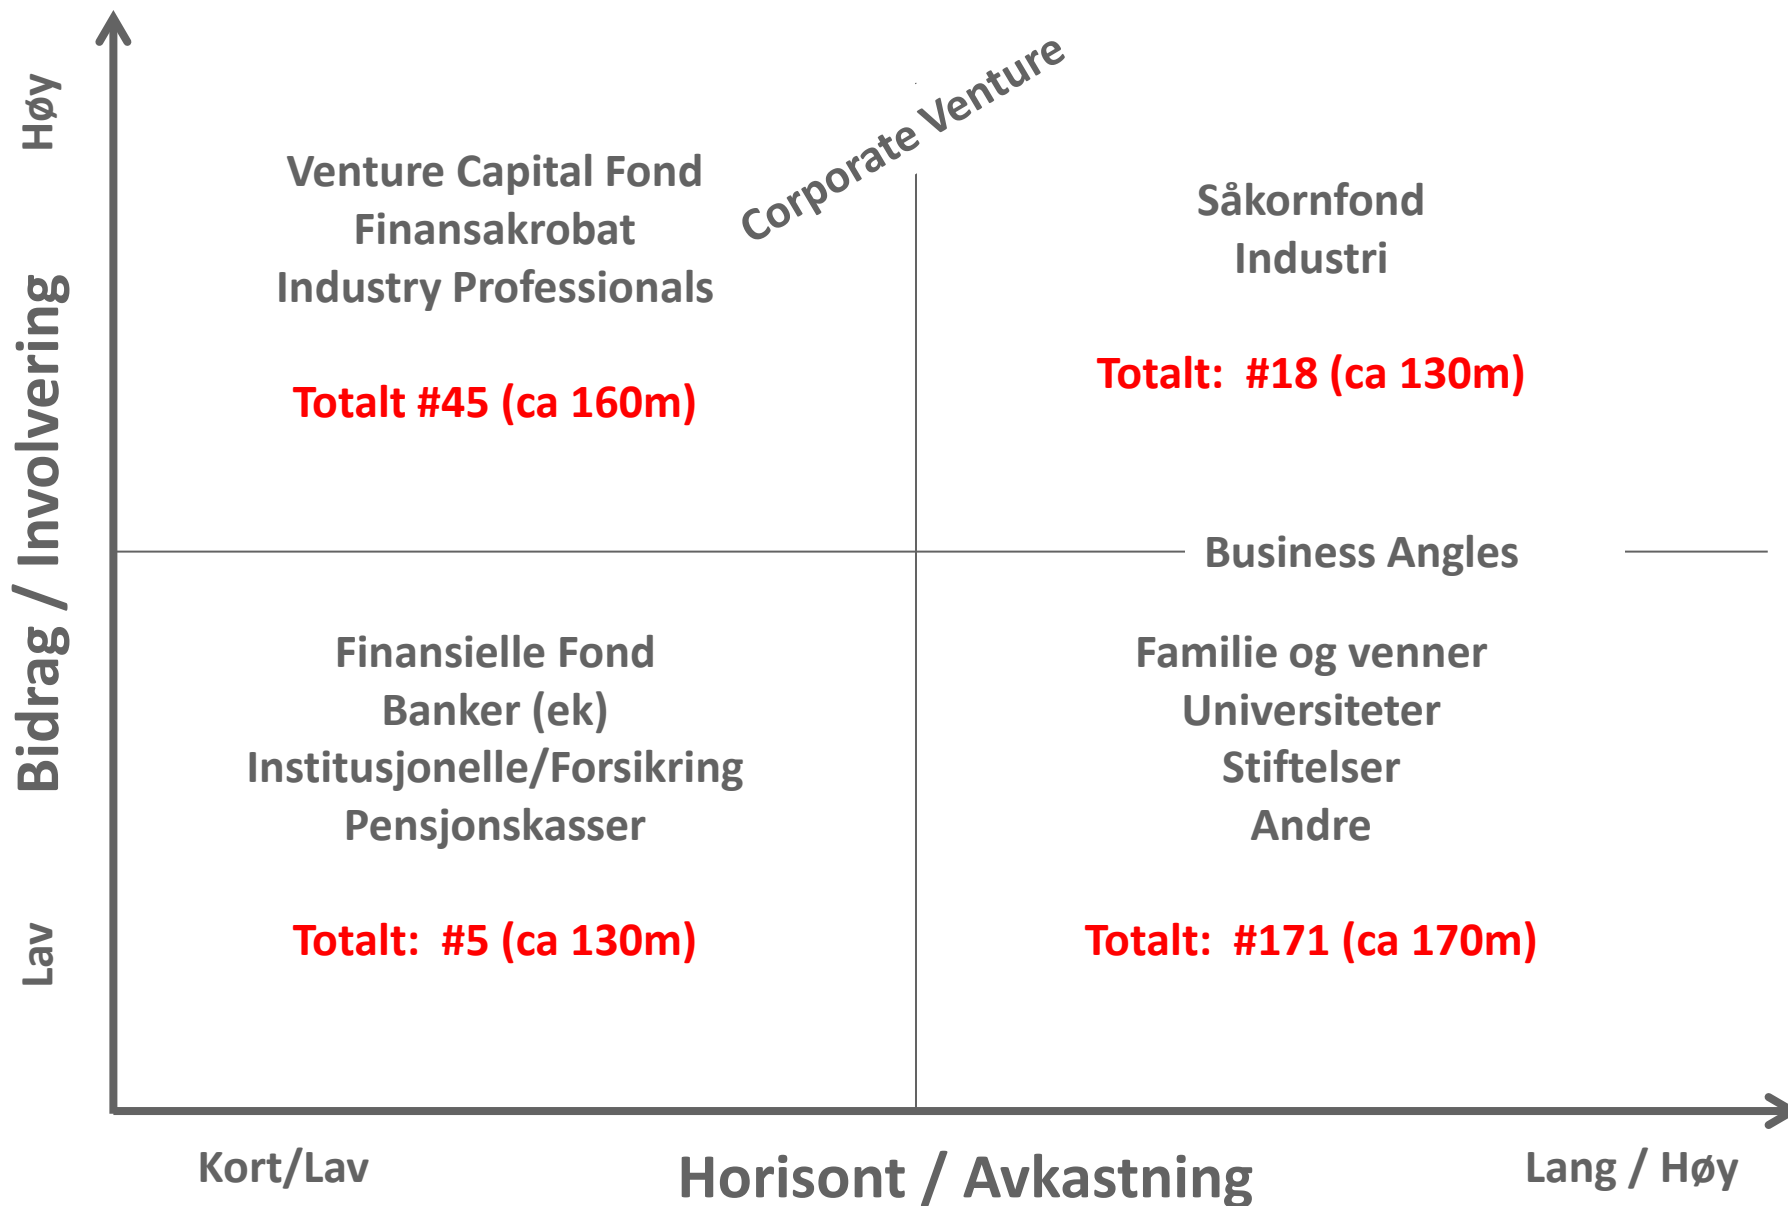 Høy
Bidrag / Involvering
Lav
Corporate Venture
Venture Capital Fond
Finansakrobat
Industry Professionals
Totalt #45 (ca 160m)
Såkornfond
Industri
Totalt: #18 (ca 130m)
Business Angles
Finansielle Fond
Banker (ek)
Institusjonelle/Forsikring
Pensjonskasser
Totalt: #5 (ca 130m)
Familie og venner
Universiteter
Stiftelser
Andre
Totalt: #171 (ca 170m)
Kort/Lav
Horisont / Avkastning
Lang / Høy